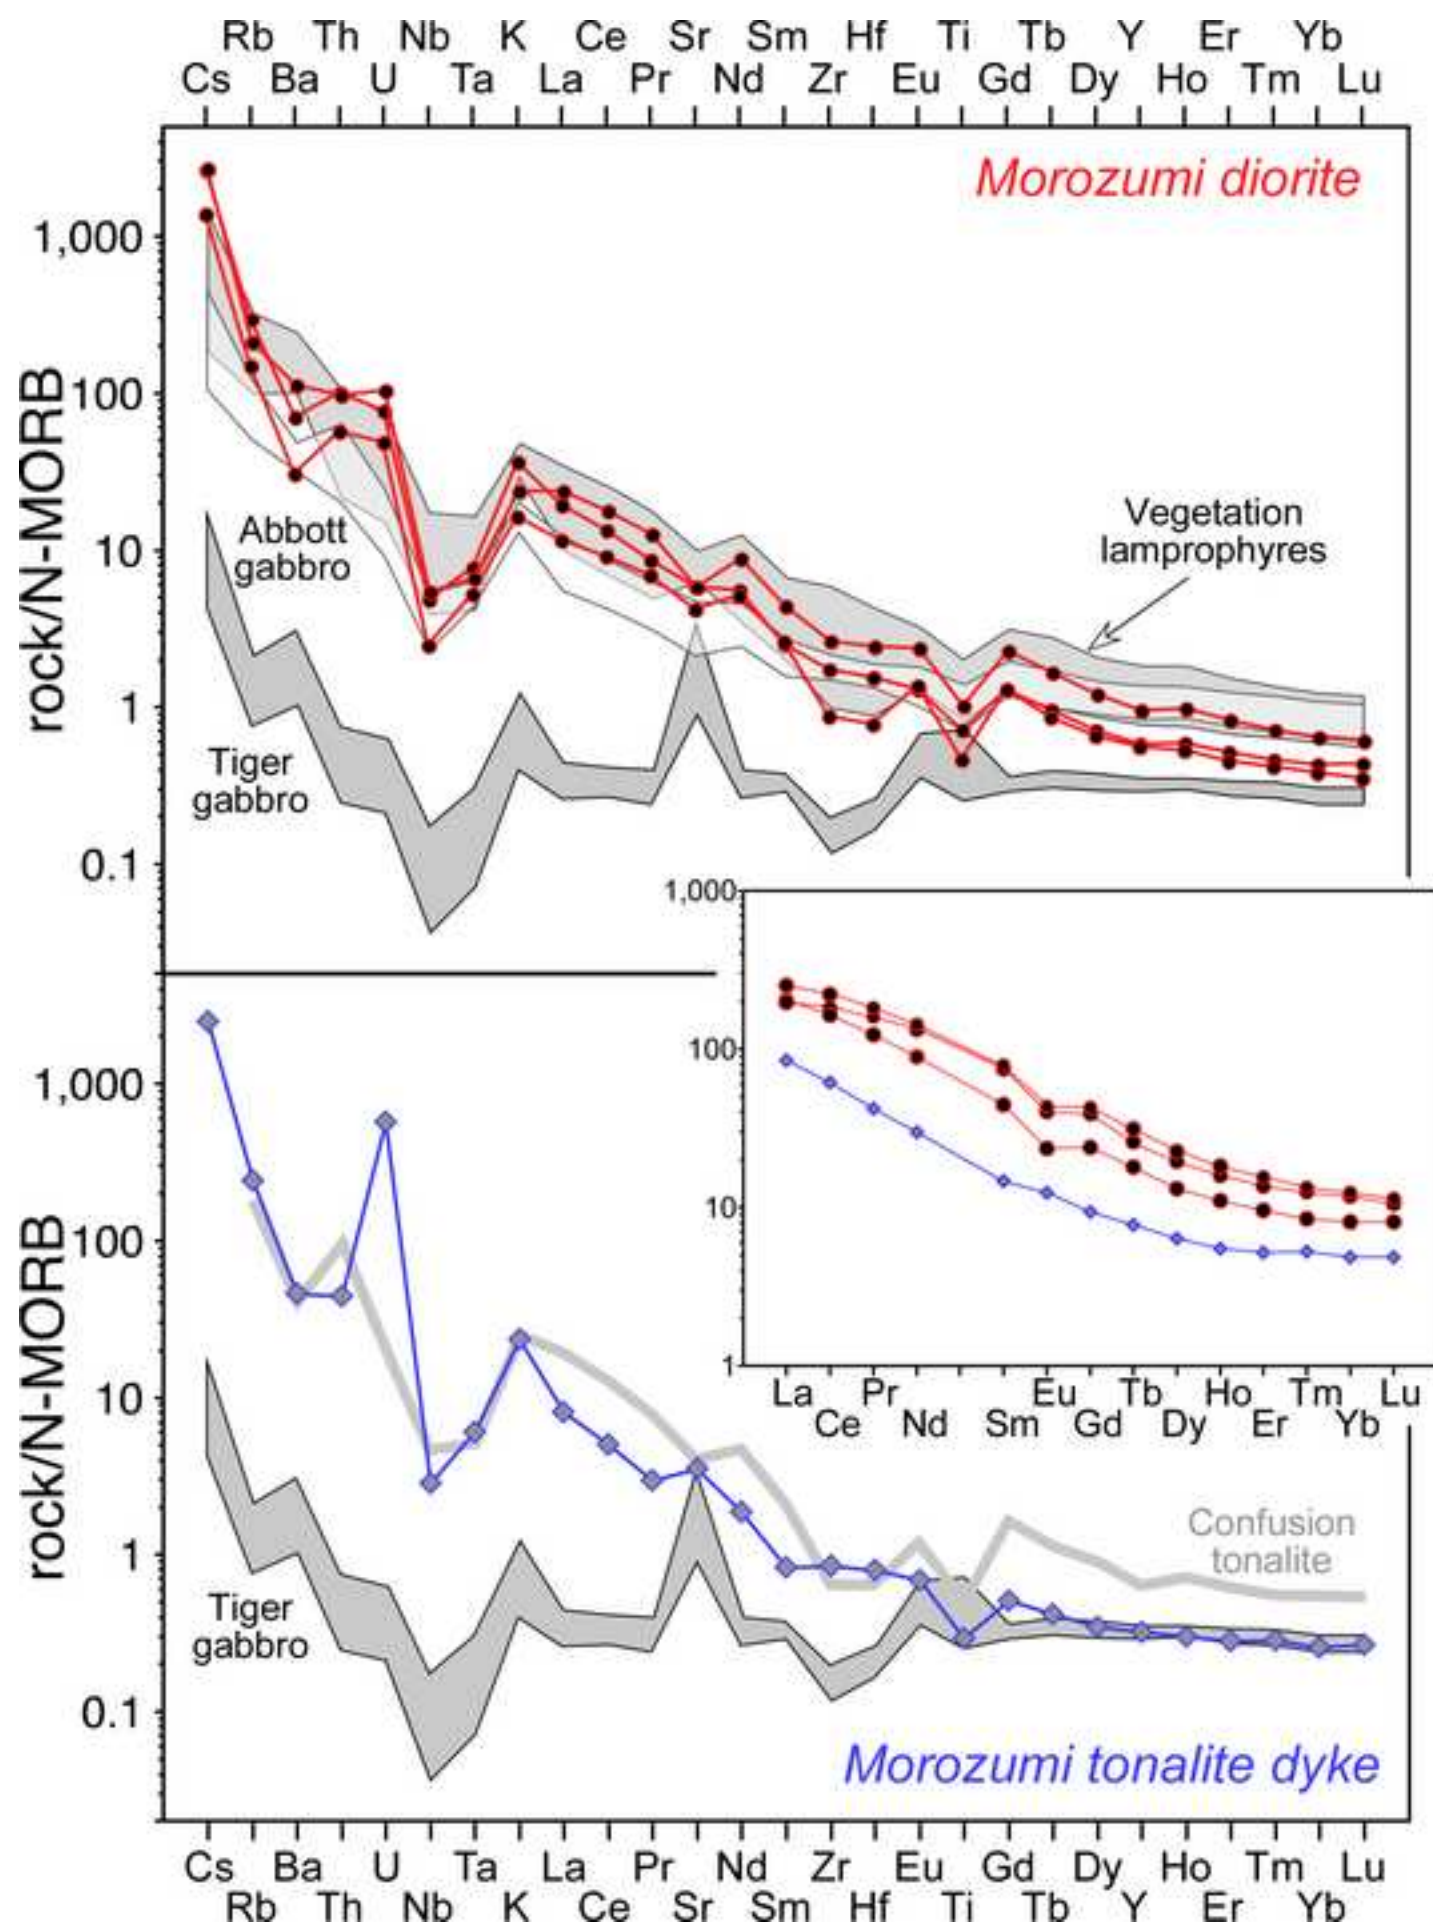 Rb Th Nb K Ce Sr Sm Hf Ti Tb Y Er Yb
Cs Ba U Ta La Pr Nd Zr Eu Gd Dy Ho Tm Lu
Morozumi diorite
1,000
100
10
1
0.1
rock/N-MORB
Abbott
gabbro
Vegetation
lamprophyres
Tiger
gabbro
1,000
100
10
1
La Pr Eu Tb Ho Tm Lu
Ce Nd Sm Gd Dy Er Yb
1,000
100
10
1
0.1
rock/N-MORB
Confusion
tonalite
Tiger
gabbro
Morozumi tonalite dyke
Cs Ba U Ta La Pr Nd Zr Eu Gd Dy Ho Tm Lu
Rb Th Nb K Ce Sr Sm Hf Ti Tb Y Er Yb